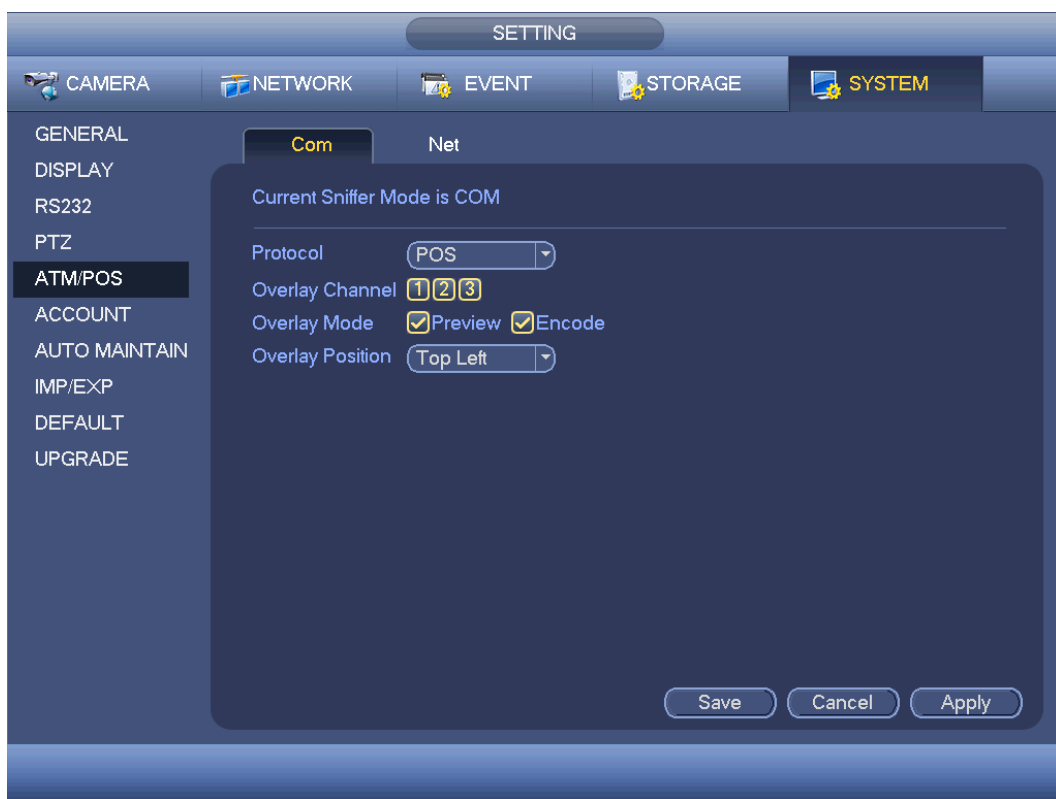 SETTING
CAMERA NETWORK EVENT STORAGE SYSTEM
GENERAL
DISPLAY
RS232
PTZ
ATM/POS
ACCOUNT
AUTO MAINTAIN
IMP/EXP
DEFAULT
UPGRADE
Com Net
Current Sniffer Mode is COM
Protocol POS
Overlay Channel 1 2 3
Overlay Mode Preview Encode
Overlay Position Top Left
Save Cancel Apply